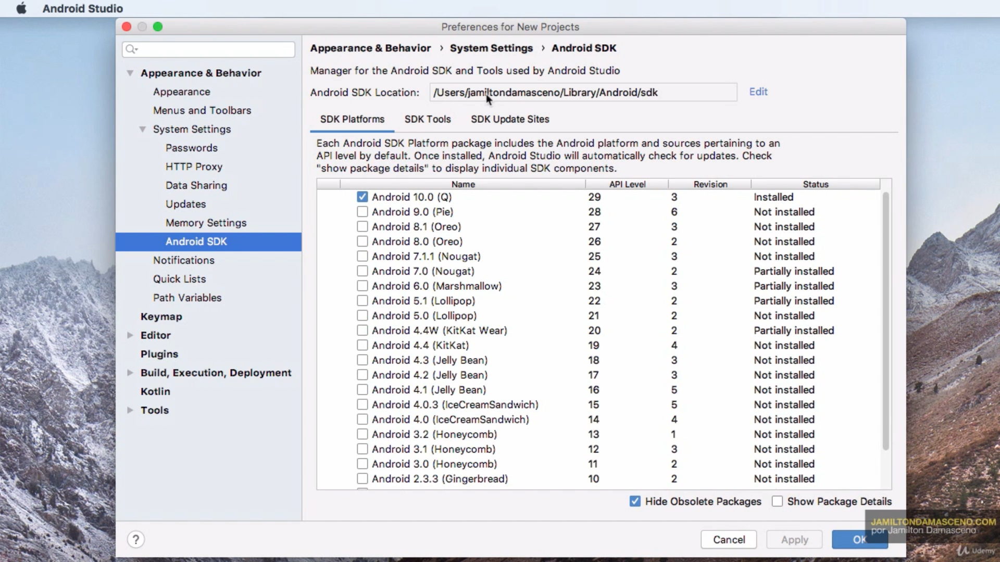 Android Studio
Preferences for New Projects
Appearance & Behavior
Appearance
Menus and Toolbars
System Settings
Passwords
HTTP Proxy
Data Sharing
Updates
Memory Settings
Android SDK
Notifications
Quick Lists
Path Variables
Keymap
Editor
Plugins
Build, Execution, Deployment
Kotlin
Tools
Appearance & Behavior › System Settings › Android SDK
Manager for the Android SDK and Tools used by Android Studio
Android SDK Location: /Users/jamiltondamasceno/Library/Android/sdk Edit
SDK Platforms SDK Tools SDK Update Sites
Each Android SDK Platform package includes the Android platform and sources pertaining to an
API level by default. Once installed, Android Studio will automatically check for updates. Check
"show package details" to display individual SDK components.
Name API Level Revision Status
Android 10.0 (Q) 29 3 Installed
Android 9.0 (Pie) 28 6 Not installed
Android 8.1 (Oreo) 27 3 Not installed
Android 8.0 (Oreo) 26 2 Not installed
Android 7.1.1 (Nougat) 25 3 Not installed
Android 7.0 (Nougat) 24 2 Partially installed
Android 6.0 (Marshmallow) 23 3 Partially installed
Android 5.1 (Lollipop) 22 2 Partially installed
Android 5.0 (Lollipop) 21 2 Not installed
Android 4.4W (KitKat Wear) 20 2 Partially installed
Android 4.4 (KitKat) 19 4 Not installed
Android 4.3 (Jelly Bean) 18 3 Not installed
Android 4.2 (Jelly Bean) 17 3 Not installed
Android 4.1 (Jelly Bean) 16 5 Not installed
Android 4.0.3 (IceCreamSandwich) 15 5 Not installed
Android 4.0 (IceCreamSandwich) 14 4 Not installed
Android 3.2 (Honeycomb) 13 1 Not installed
Android 3.1 (Honeycomb) 12 3 Not installed
Android 3.0 (Honeycomb) 11 2 Not installed
Android 2.3.3 (Gingerbread) 10 2 Not installed
Hide Obsolete Packages Show Package Details
? Cancel Apply OK
JAMILTONDAMASCENO.COM
por Jamilton Damasceno
Udemy